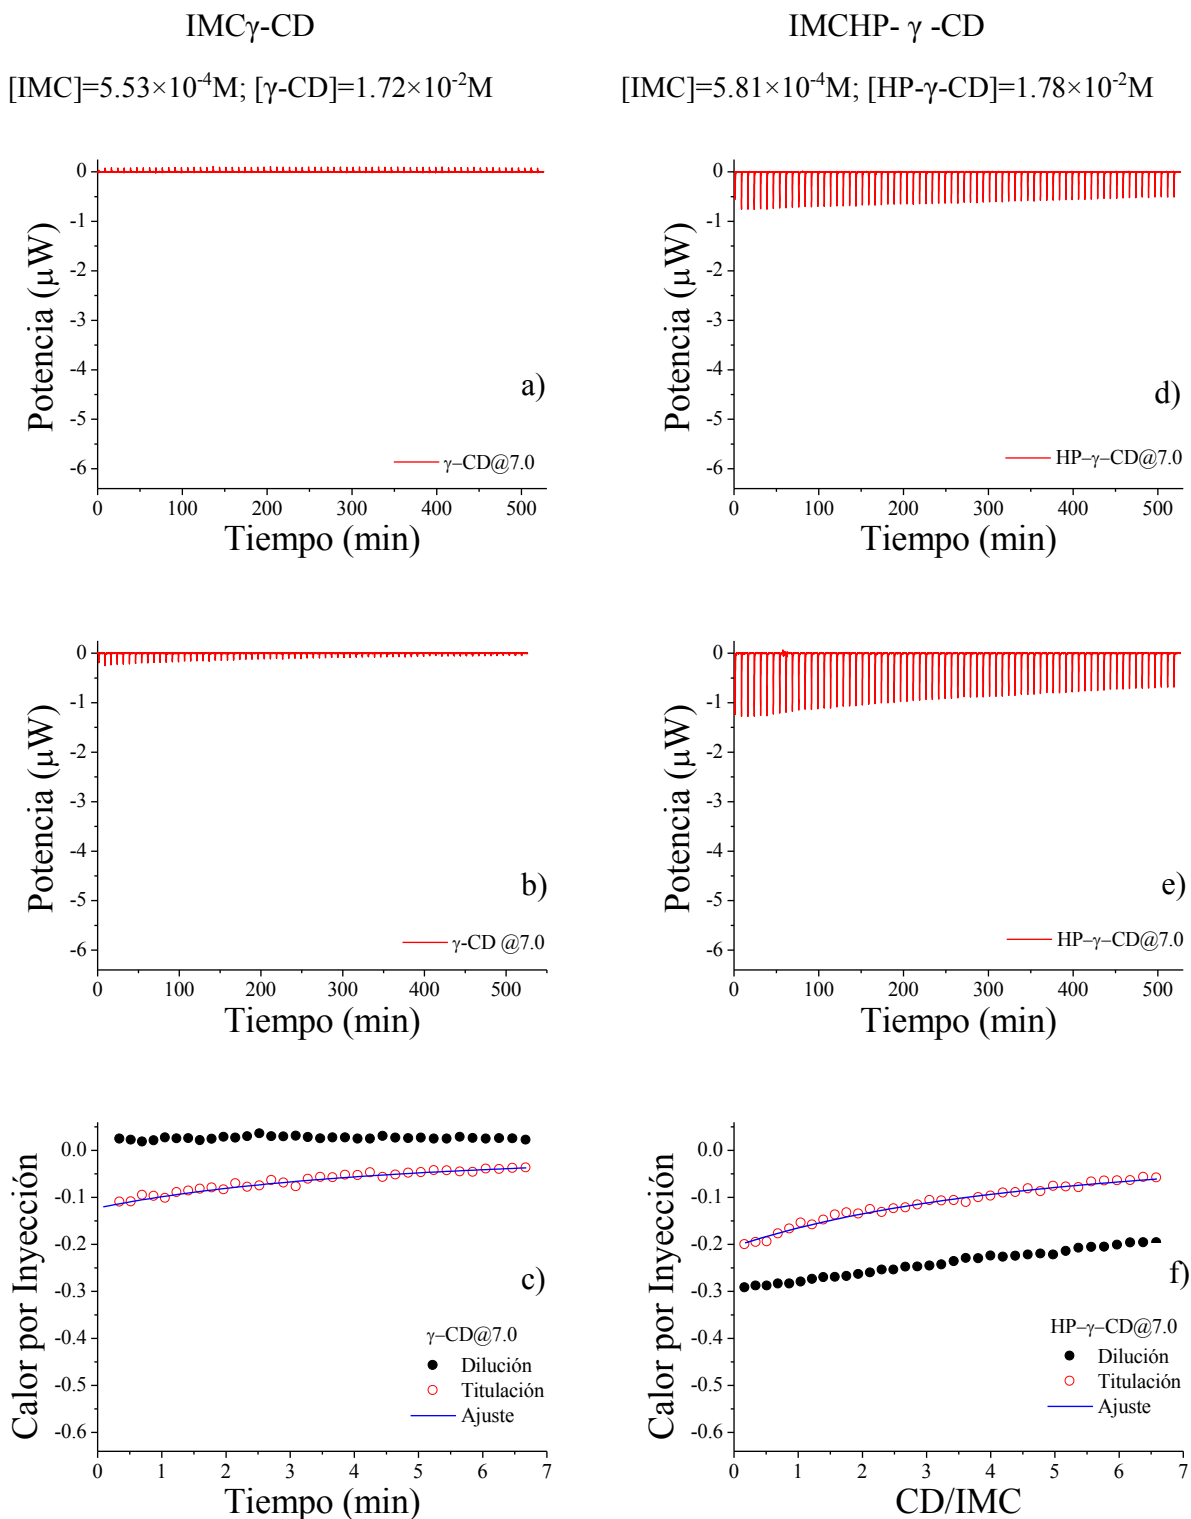 IMCγ-CD
[IMC]=5.53×10⁻⁴M; [γ-CD]=1.72×10⁻²M
IMCHP- γ -CD
[IMC]=5.81×10⁻⁴M; [HP-γ-CD]=1.78×10⁻²M
Potencia (µW)
0
-1
-2
-3
-4
-5
-6
a)
γ–CD@7.0
0 100 200 300 400 500
Tiempo (min)
Potencia (µW)
0
-1
-2
-3
-4
-5
-6
d)
HP–γ–CD@7.0
0 100 200 300 400 500
Tiempo (min)
Potencia (µW)
0
-1
-2
-3
-4
-5
-6
b)
γ-CD @7.0
0 100 200 300 400 500
Tiempo (min)
Potencia (µW)
0
-1
-2
-3
-4
-5
-6
e)
HP–γ–CD@7.0
0 100 200 300 400 500
Tiempo (min)
Calor por Inyección
0.0
-0.1
-0.2
-0.3
-0.4
-0.5
-0.6
c)
γ–CD@7.0
Dilución
Titulación
Ajuste
0 1 2 3 4 5 6 7
Tiempo (min)
Calor por Inyección
0.0
-0.1
-0.2
-0.3
-0.4
-0.5
-0.6
f)
HP–γ–CD@7.0
Dilución
Titulación
Ajuste
0 1 2 3 4 5 6 7
CD/IMC